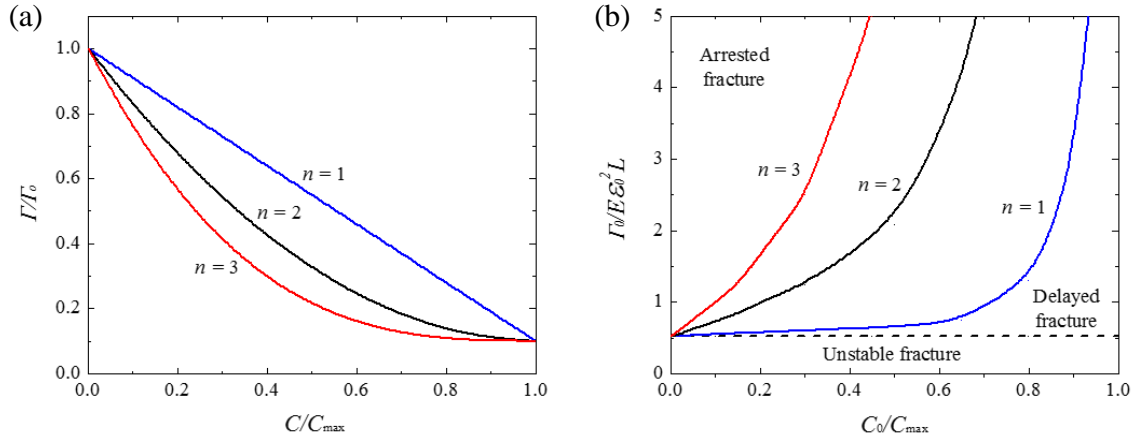 (a)
1.0
0.8
0.6
0.4
0.2
0.0
Γ/Γ₀
n = 1
n = 2
n = 3
0.0 0.2 0.4 0.6 0.8 1.0
C/Cmax
(b)
5
4
3
2
1
0
Γ₀/Eε₀²L
Arrested
fracture
n = 3
n = 2
n = 1
Delayed
fracture
Unstable fracture
0.0 0.2 0.4 0.6 0.8 1.0
C₀/Cmax